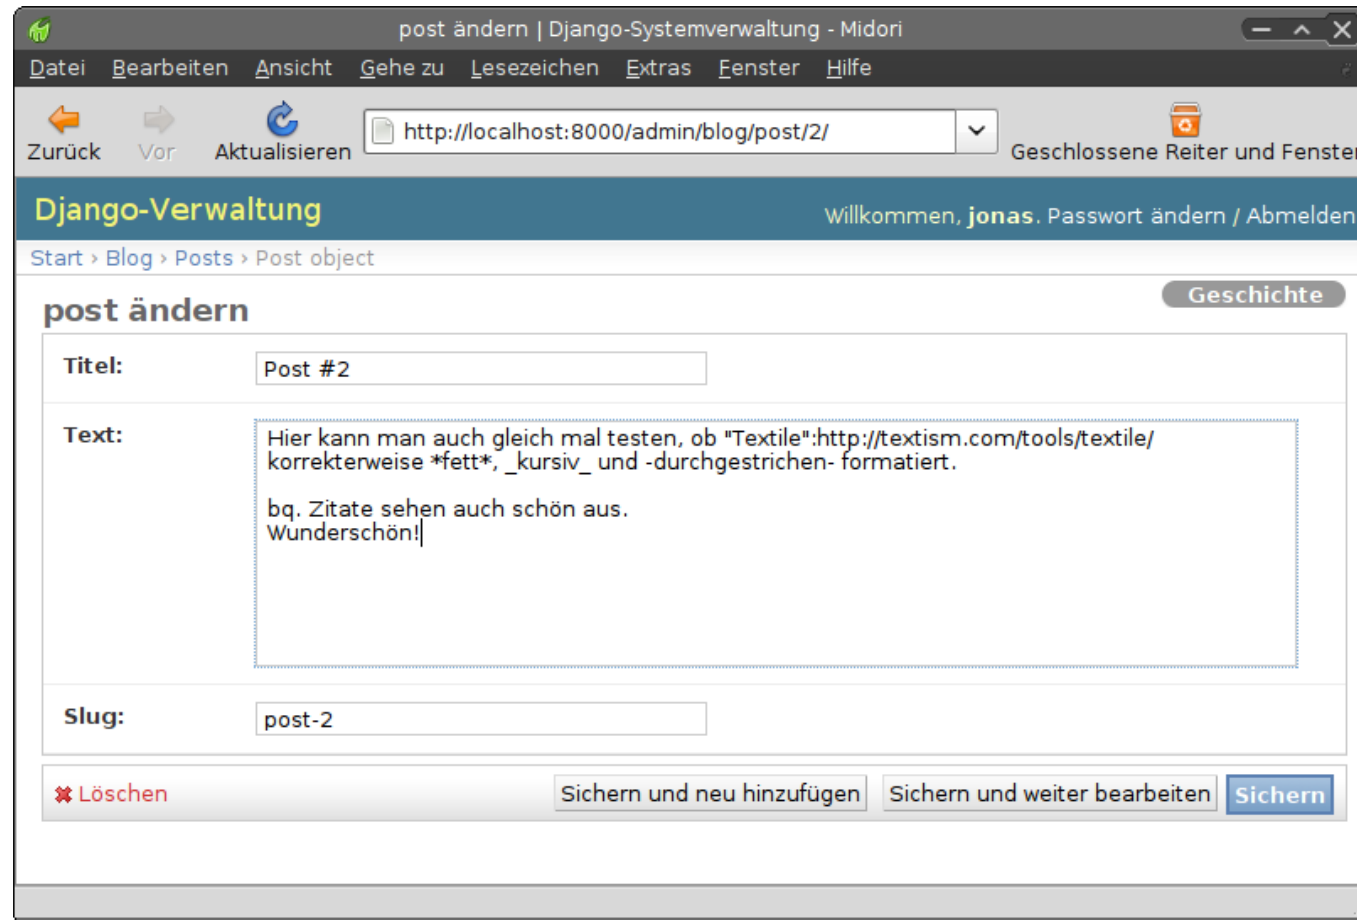 post ändern | Django-Systemverwaltung - Midori
Datei Bearbeiten Ansicht Gehe zu Lesezeichen Extras Fenster Hilfe
http://localhost:8000/admin/blog/post/2/
Zurück Vor Aktualisieren Geschlossene Reiter und Fenster
Django-Verwaltung
Willkommen, jonas. Passwort ändern / Abmelden
Start › Blog › Posts › Post object
Geschichte
post ändern
Titel: Post #2
Text: Hier kann man auch gleich mal testen, ob "Textile":http://textism.com/tools/textile/
korrekterweise *fett*, _kursiv_ und -durchgestrichen- formatiert.
bq. Zitate sehen auch schön aus.
Wunderschön!
Slug: post-2
Löschen Sichern und neu hinzufügen Sichern und weiter bearbeiten Sichern